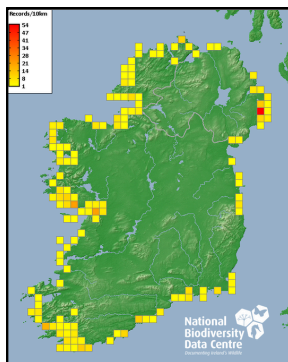 Records/10km
54
47
41
34
28
21
14
8
1
National
Biodiversity
Data Centre
Documenting Ireland's Wildlife